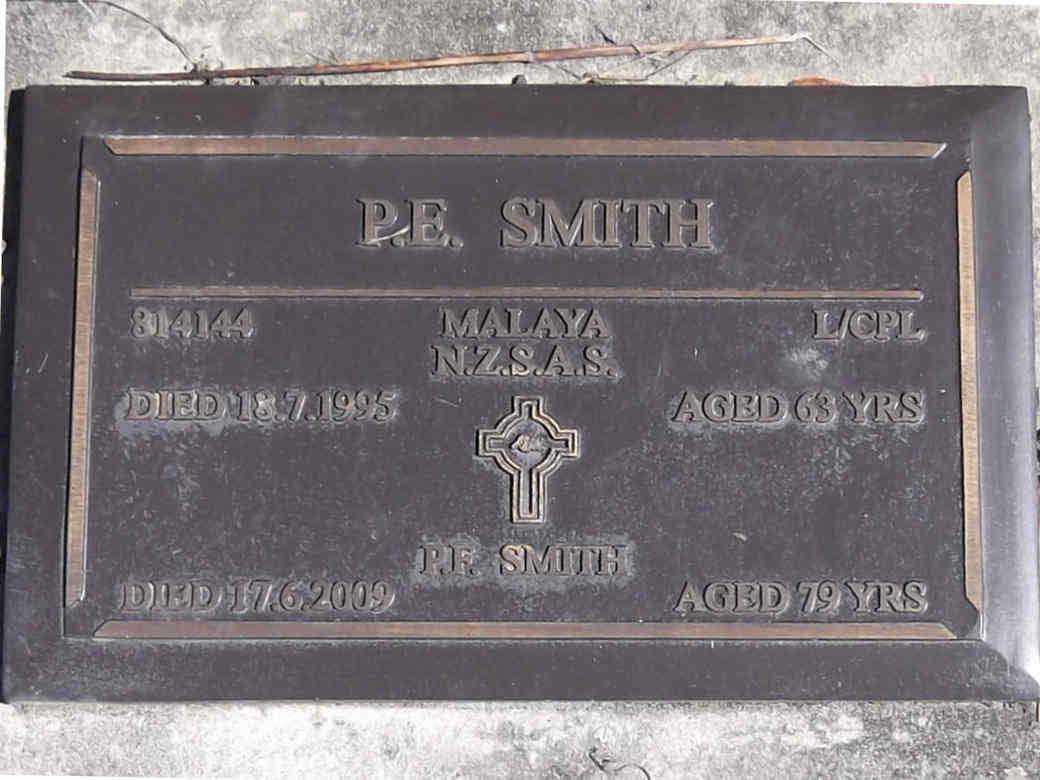 P.E. SMITH
814144 MALAYA L/CPL
N.Z.S.A.S.
DIED 18.7.1995 AGED 63 YRS
P.F. SMITH
DIED 17.6.2009 AGED 79 YRS